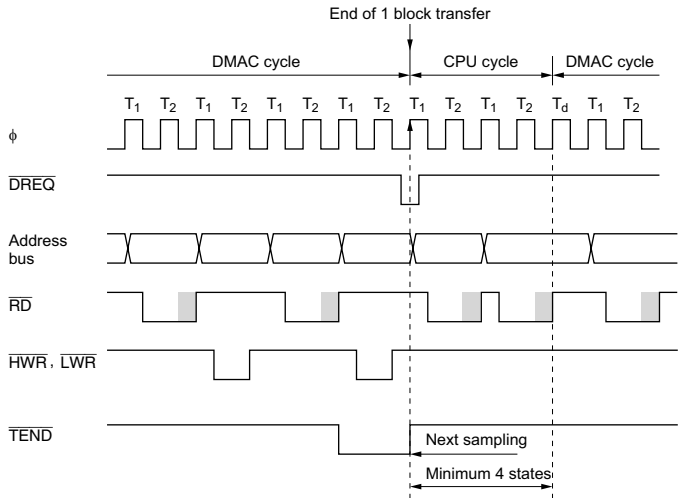 End of 1 block transfer
DMAC cycle CPU cycle DMAC cycle
T1 T2 T1 T2 T1 T2 T1 T2 T1 T2 T1 T2 Td T1 T2
ϕ
DREQ
Address
bus
RD
HWR, LWR
TEND
Next sampling
Minimum 4 states